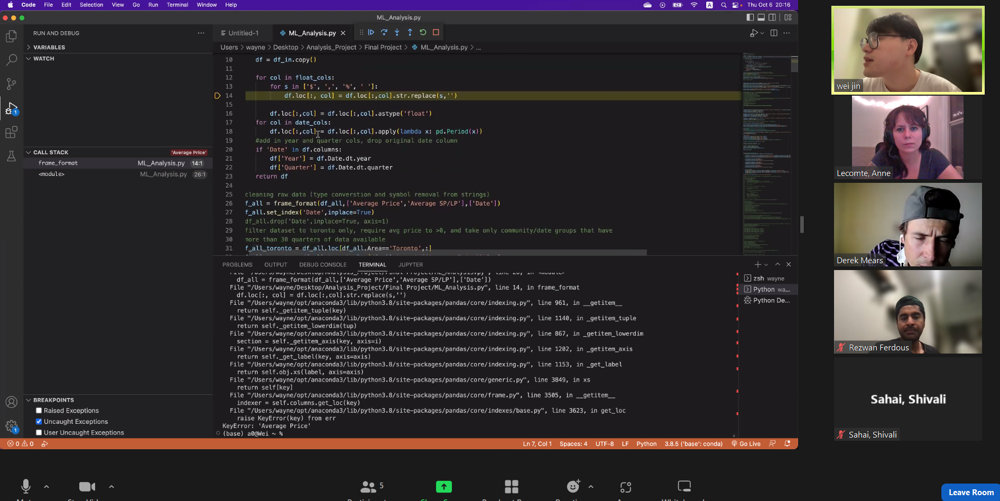 Code File Edit Selection View Go Run Terminal Window Help
A Thu Oct 6 20:16
ML_Analysis.py
RUN AND DEBUG
Untitled-1
ML_Analysis.py
Users > wayne > Desktop > Analysis_Project > Final Project > ML_Analysis.py > ...
VARIABLES
WATCH
10 df = df_in.copy()
11
12 for col in float_cols:
13 for s in ['$', ',', '%', ' ']:
14 df.loc[:, col] = df.loc[:,col].str.replace(s,'')
15
16 df.loc[:,col] = df.loc[:,col].astype('float')
17 for col in date_cols:
18 df.loc[:,col] = df.loc[:,col].apply(lambda x: pd.Period(x))
19 #add in year and quarter cols, drop original date column
20 if 'Date' in df.columns:
21 df['Year'] = df.Date.dt.year
22 df['Quarter'] = df.Date.dt.quarter
23 return df
24
25 cleaning raw data (type converstion and symbol removal from strings)
26 f_all = frame_format(df_all,['Average Price','Average SP/LP'],['Date'])
27 f_all.set_index('Date',inplace=True)
28 df_all.drop('Date',inplace=True, axis=1)
29 filter dataset to toronto only, require avg price to >0, and take only community/date groups that have
30 more than 30 quarters of data available
31 f_all_toronto = df_all.loc[df_all.Area=='Toronto',:]
1
CALL STACK 'Average Price'
frame_format ML_Analysis.py 14:1
<module> ML_Analysis.py 26:1
BREAKPOINTS
Raised Exceptions
Uncaught Exceptions
User Uncaught Exceptions
1
PROBLEMS OUTPUT DEBUG CONSOLE TERMINAL JUPYTER
df_all = frame_format(df_all,['Average Price','Average SP/LP'],['Date'])
File "/Users/wayne/Desktop/Analysis_Project/Final Project/ML_Analysis.py", line 14, in frame_format
df.loc[:, col] = df.loc[:,col].str.replace(s,'')
File "/Users/wayne/opt/anaconda3/lib/python3.8/site-packages/pandas/core/indexing.py", line 961, in __getitem__
return self._getitem_tuple(key)
File "/Users/wayne/opt/anaconda3/lib/python3.8/site-packages/pandas/core/indexing.py", line 1140, in _getitem_tuple
return self._getitem_lowerdim(tup)
File "/Users/wayne/opt/anaconda3/lib/python3.8/site-packages/pandas/core/indexing.py", line 867, in _getitem_lowerdim
section = self._getitem_axis(key, axis=i)
File "/Users/wayne/opt/anaconda3/lib/python3.8/site-packages/pandas/core/indexing.py", line 1202, in _getitem_axis
return self._get_label(key, axis=axis)
File "/Users/wayne/opt/anaconda3/lib/python3.8/site-packages/pandas/core/indexing.py", line 1153, in _get_label
return self.obj.xs(label, axis=axis)
File "/Users/wayne/opt/anaconda3/lib/python3.8/site-packages/pandas/core/generic.py", line 3849, in xs
return self[key]
File "/Users/wayne/opt/anaconda3/lib/python3.8/site-packages/pandas/core/frame.py", line 3505, in __getitem__
indexer = self.columns.get_loc(key)
File "/Users/wayne/opt/anaconda3/lib/python3.8/site-packages/pandas/core/indexes/base.py", line 3623, in get_loc
raise KeyError(key) from err
KeyError: 'Average Price'
(base) a0@Wei ~ %
zsh wayne
Python wa...
Python De...
0 0
Ln 7, Col 1 Spaces: 4 UTF-8 LF Python 3.8.5 ('base': conda) Go Live
wei jin
Lecomte, Anne
Derek Mears
Rezwan Ferdous
Sahai, Shivali
Sahai, Shivali
5
Leave Room